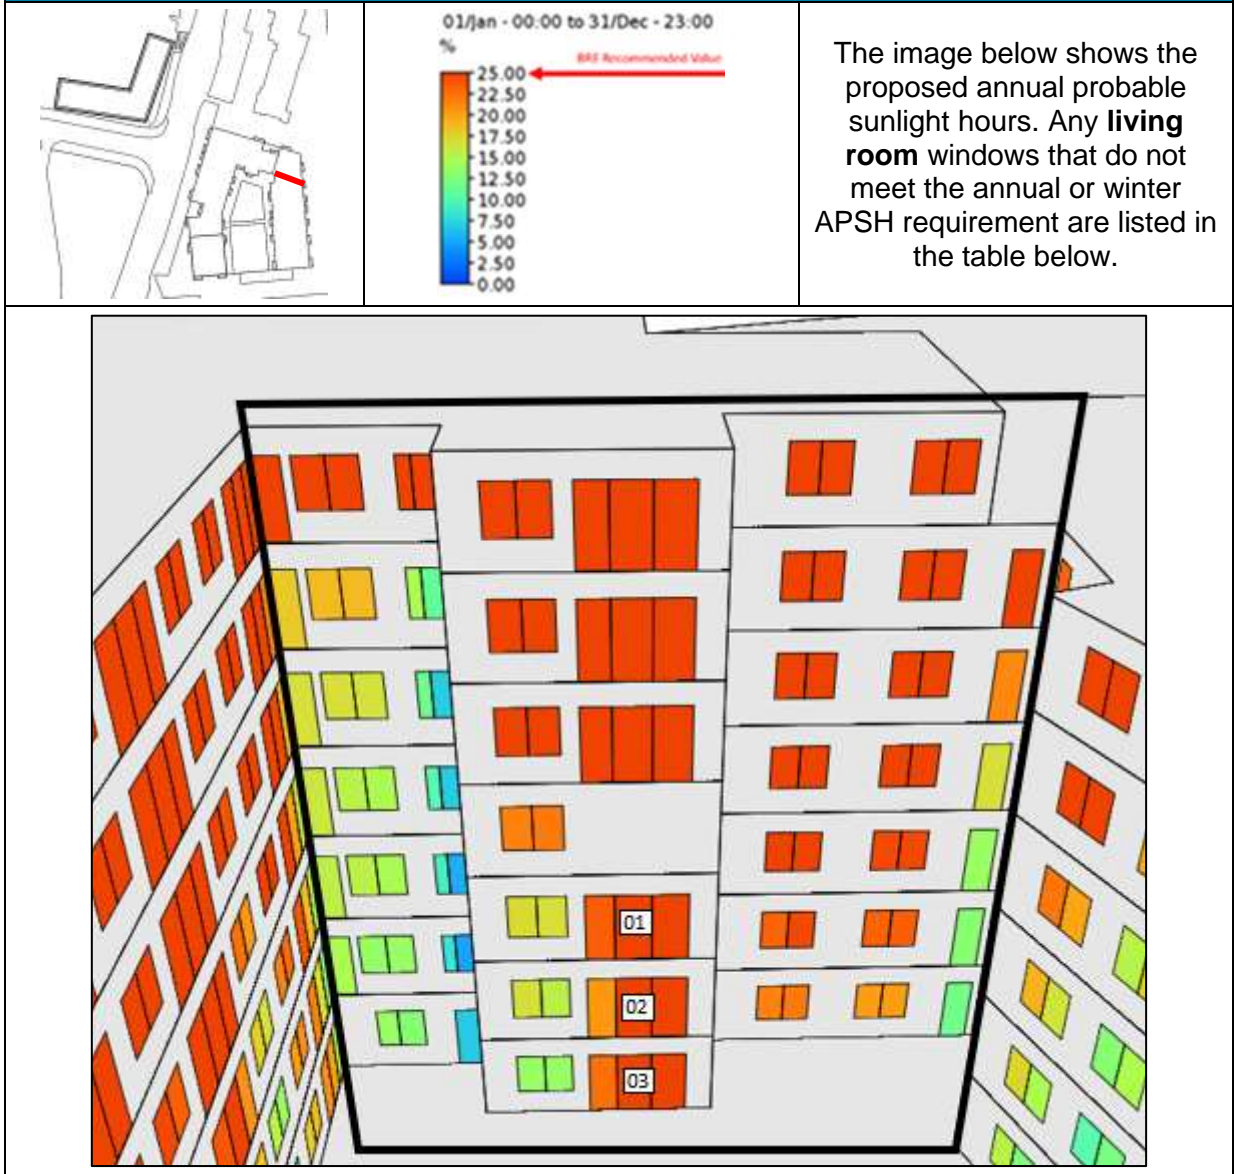 01/Jan - 00:00 to 31/Dec - 23:00
%
BRE Recommended Value
25.00
22.50
20.00
17.50
15.00
12.50
10.00
7.50
5.00
2.50
0.00
The image below shows the
proposed annual probable
sunlight hours. Any living
room windows that do not
meet the annual or winter
APSH requirement are listed in
the table below.
01
02
03